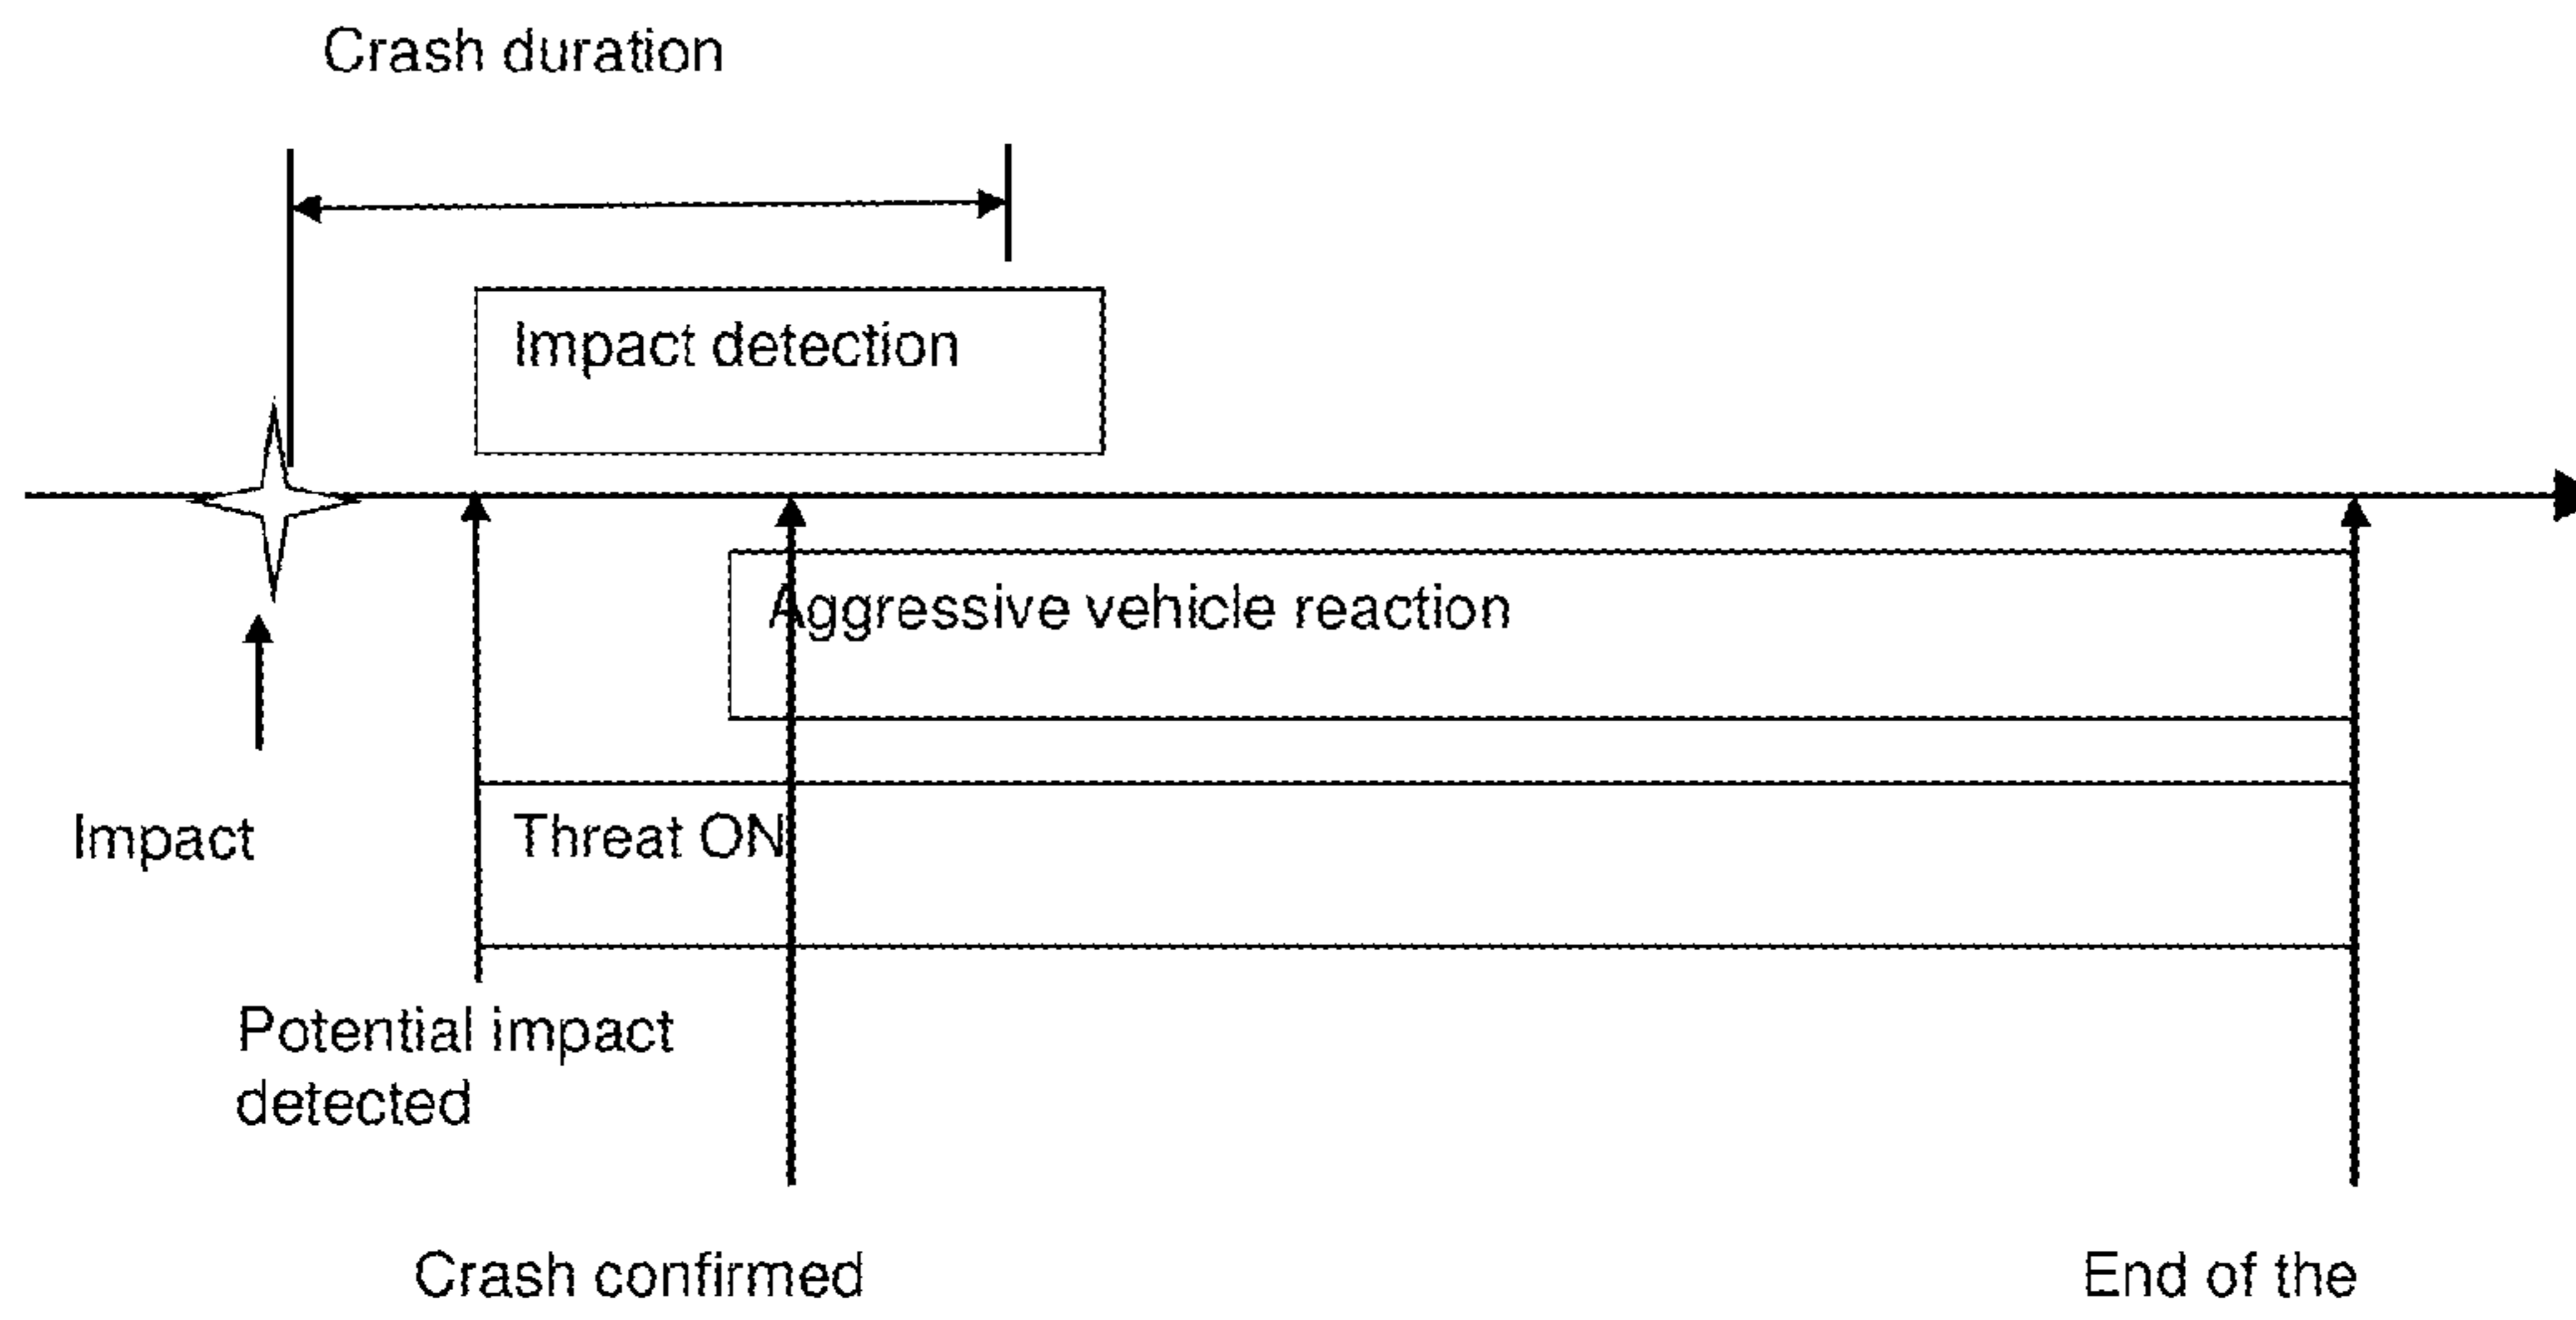 Crash duration
Impact detection
Aggressive vehicle reaction
Impact
Threat ON
Potential impact
detected
Crash confirmed
End of the